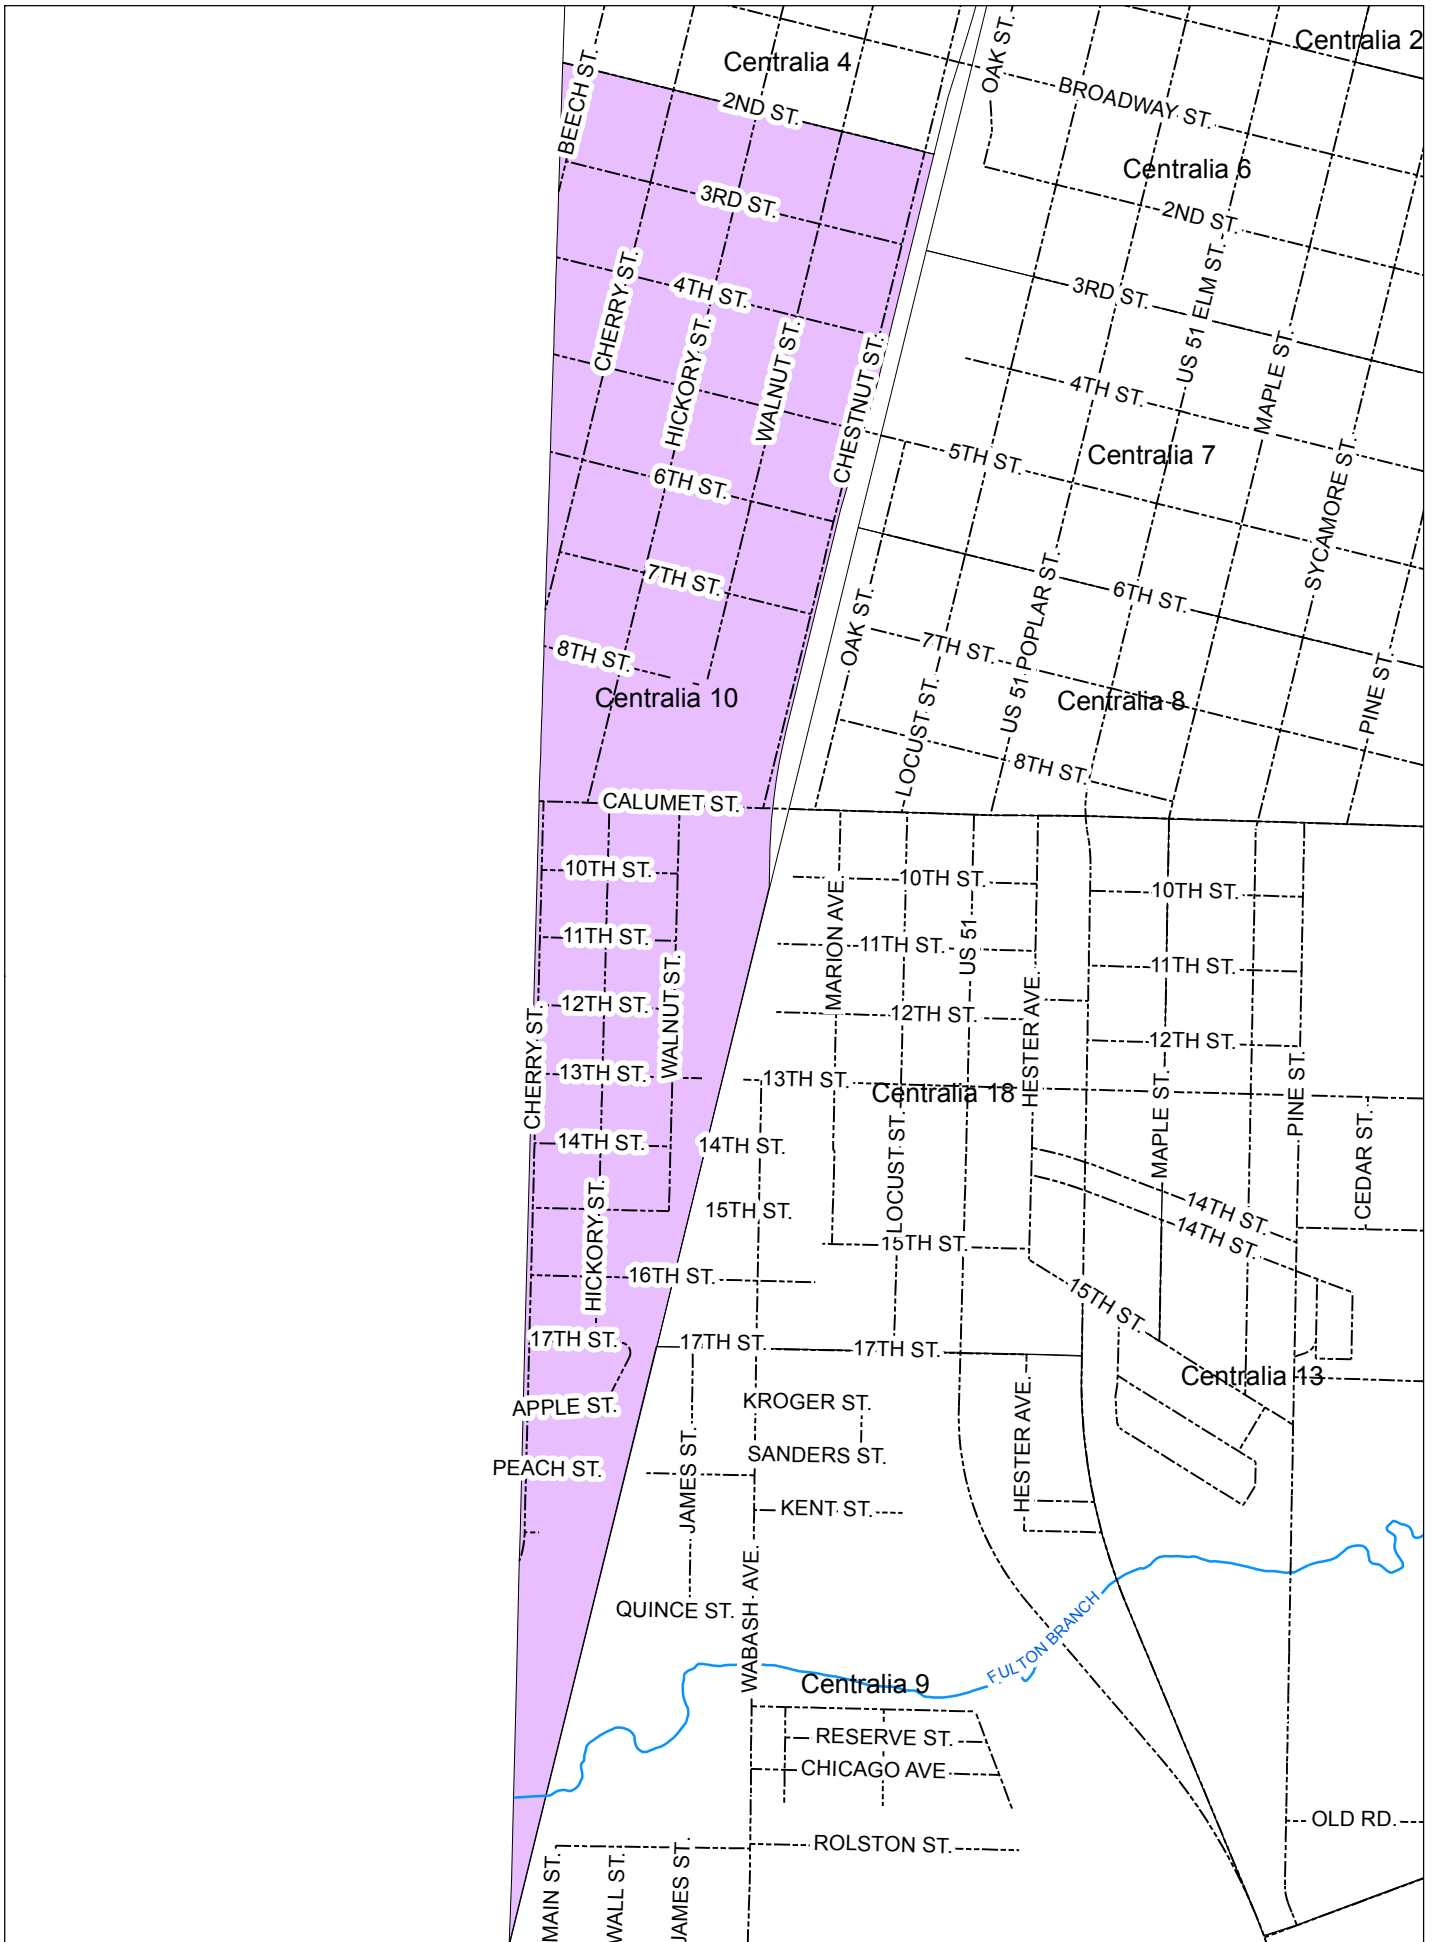 Centralia 4
Centralia 2
OAK ST.
BEECH ST.
2ND ST.
BROADWAY ST.
Centralia 6
3RD ST.
2ND ST.
CHERRY ST.
4TH ST.
3RD ST.
US 51 ELM ST.
HICKORY ST.
WALNUT ST.
CHESTNUT ST.
4TH ST.
MAPLE ST.
5TH ST.
Centralia 7
SYCAMORE ST.
6TH ST.
7TH ST.
OAK ST.
US 51 POPLAR ST.
6TH ST.
8TH ST.
7TH ST.
PINE ST.
Centralia 10
LOCUST ST.
Centralia 8
8TH ST.
CALUMET ST.
10TH ST.
10TH ST.
10TH ST.
11TH ST.
MARION AVE.
11TH ST.
US 51
11TH ST.
12TH ST.
WALNUT ST.
12TH ST.
HESTER AVE.
12TH ST.
CHERRY ST.
13TH ST.
13TH ST.
Centralia 18
MAPLE ST.
PINE ST.
14TH ST.
14TH ST.
LOCUST ST.
CEDAR ST.
HICKORY ST.
15TH ST.
14TH ST.
14TH ST.
15TH ST.
16TH ST.
15TH ST.
17TH ST.
17TH ST.
17TH ST.
Centralia 13
APPLE ST.
KROGER ST.
HESTER AVE.
JAMES ST.
SANDERS ST.
PEACH ST.
KENT ST.
QUINCE ST.
WABASH AVE.
FULTON BRANCH
Centralia 9
RESERVE ST.
CHICAGO AVE
OLD RD.
ROLSTON ST.
MAIN ST.
WALL ST.
JAMES ST.